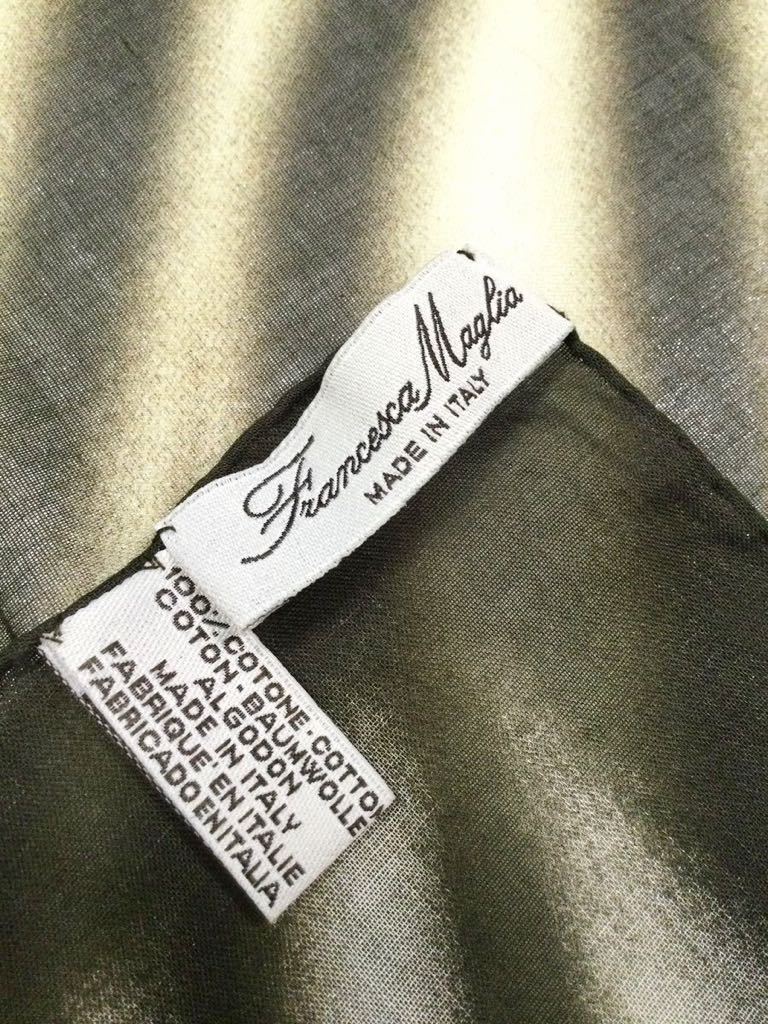 Francesca Maglia
MADE IN ITALY
100% COTONE-COTTON
COTON-BAUMWOLLE
ALGODON
MADE IN ITALY
FABRIQUE' EN ITALIE
FABRICADO EN ITALIA